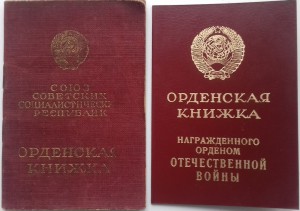 СОЮЗ
СОВЕТСКИХ
СОЦИАЛИСТИЧЕСКИХ
РЕСПУБЛИК
ОРДЕНСКАЯ
КНИЖКА
ОРДЕНСКАЯ
КНИЖКА
НАГРАЖДЕННОГО
ОРДЕНОМ
ОТЕЧЕСТВЕННОЙ
ВОЙНЫ